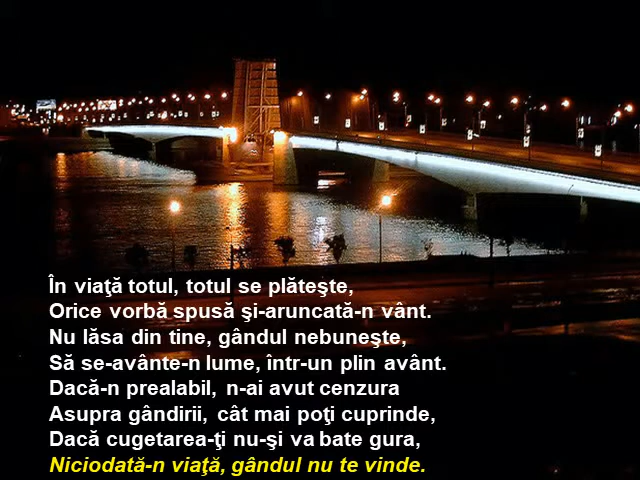 În viaţă totul, totul se plăteşte,
Orice vorbă spusă şi-aruncată-n vânt.
Nu lăsa din tine, gândul nebuneşte,
Să se-avânte-n lume, într-un plin avânt.
Dacă-n prealabil, n-ai avut cenzura
Asupra gândirii, cât mai poţi cuprinde,
Dacă cugetarea-ţi nu-şi va bate gura,
Niciodată-n viaţă, gândul nu te vinde.